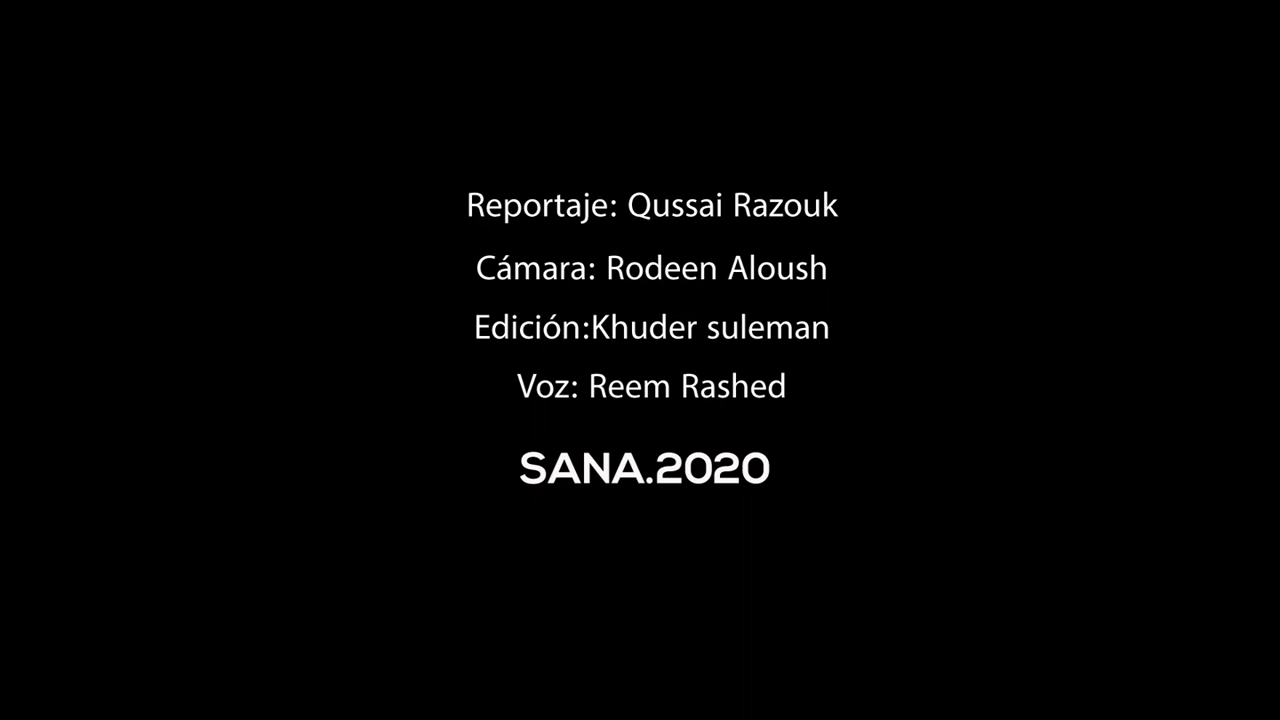 Reportaje: Qussai Razouk
Cámara: Rodeen Aloush
Edición:Khuder suleman
Voz: Reem Rashed
SANA.2020